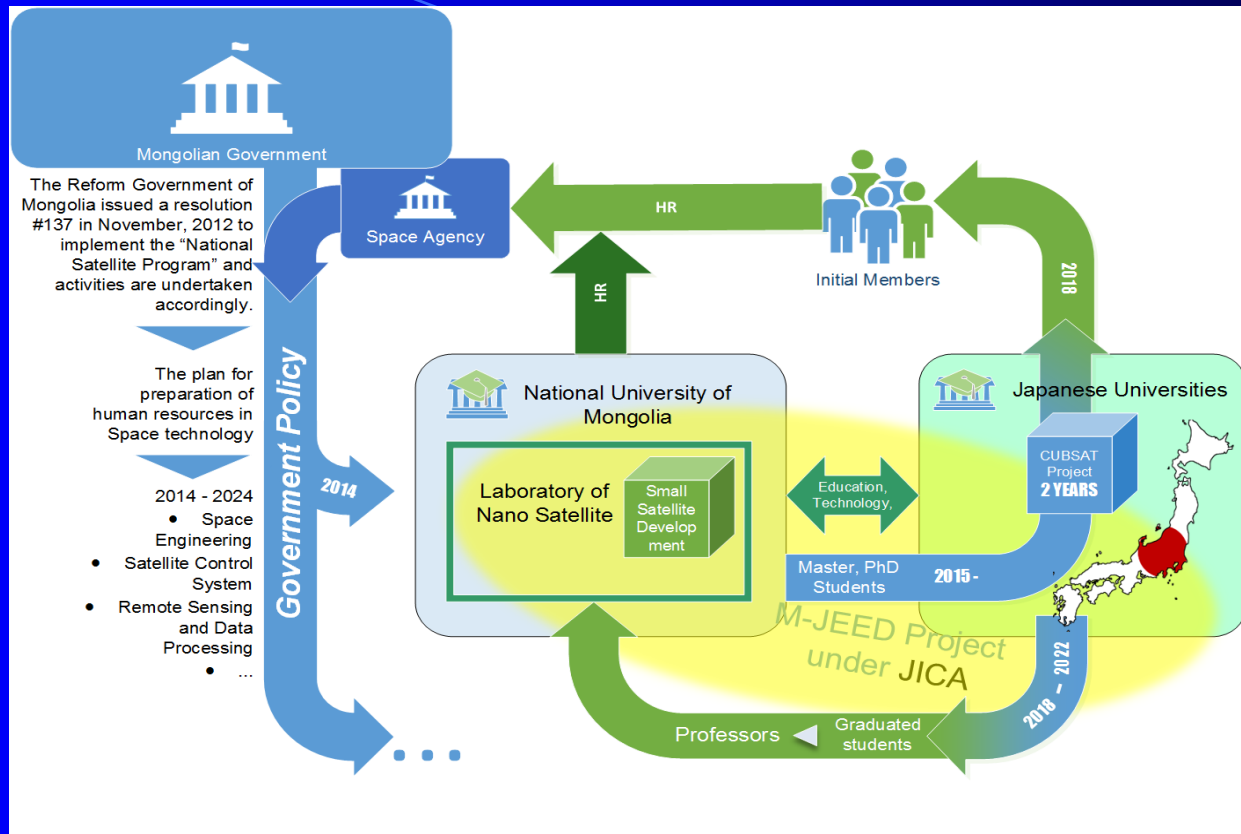 Mongolian Government
The Reform Government of
Mongolia issued a resolution
#137 in November, 2012 to
implement the “National
Satellite Program” and
activities are undertaken
accordingly.
The plan for
preparation of
human resources in
Space technology
2014 - 2024
● Space
Engineering
● Satellite Control
System
● Remote Sensing
and Data
Processing
● ...
Government Policy
2014
Space Agency
HR
HR
Initial Members
2018
National University of
Mongolia
Laboratory of
Nano Satellite
Small
Satellite
Develop
ment
Education,
Technology,
Japanese Universities
CUBSAT
Project
2 YEARS
Master, PhD
Students
2015 -
M-JEED Project
under JICA
2018 – 2022
Graduated
students
Professors